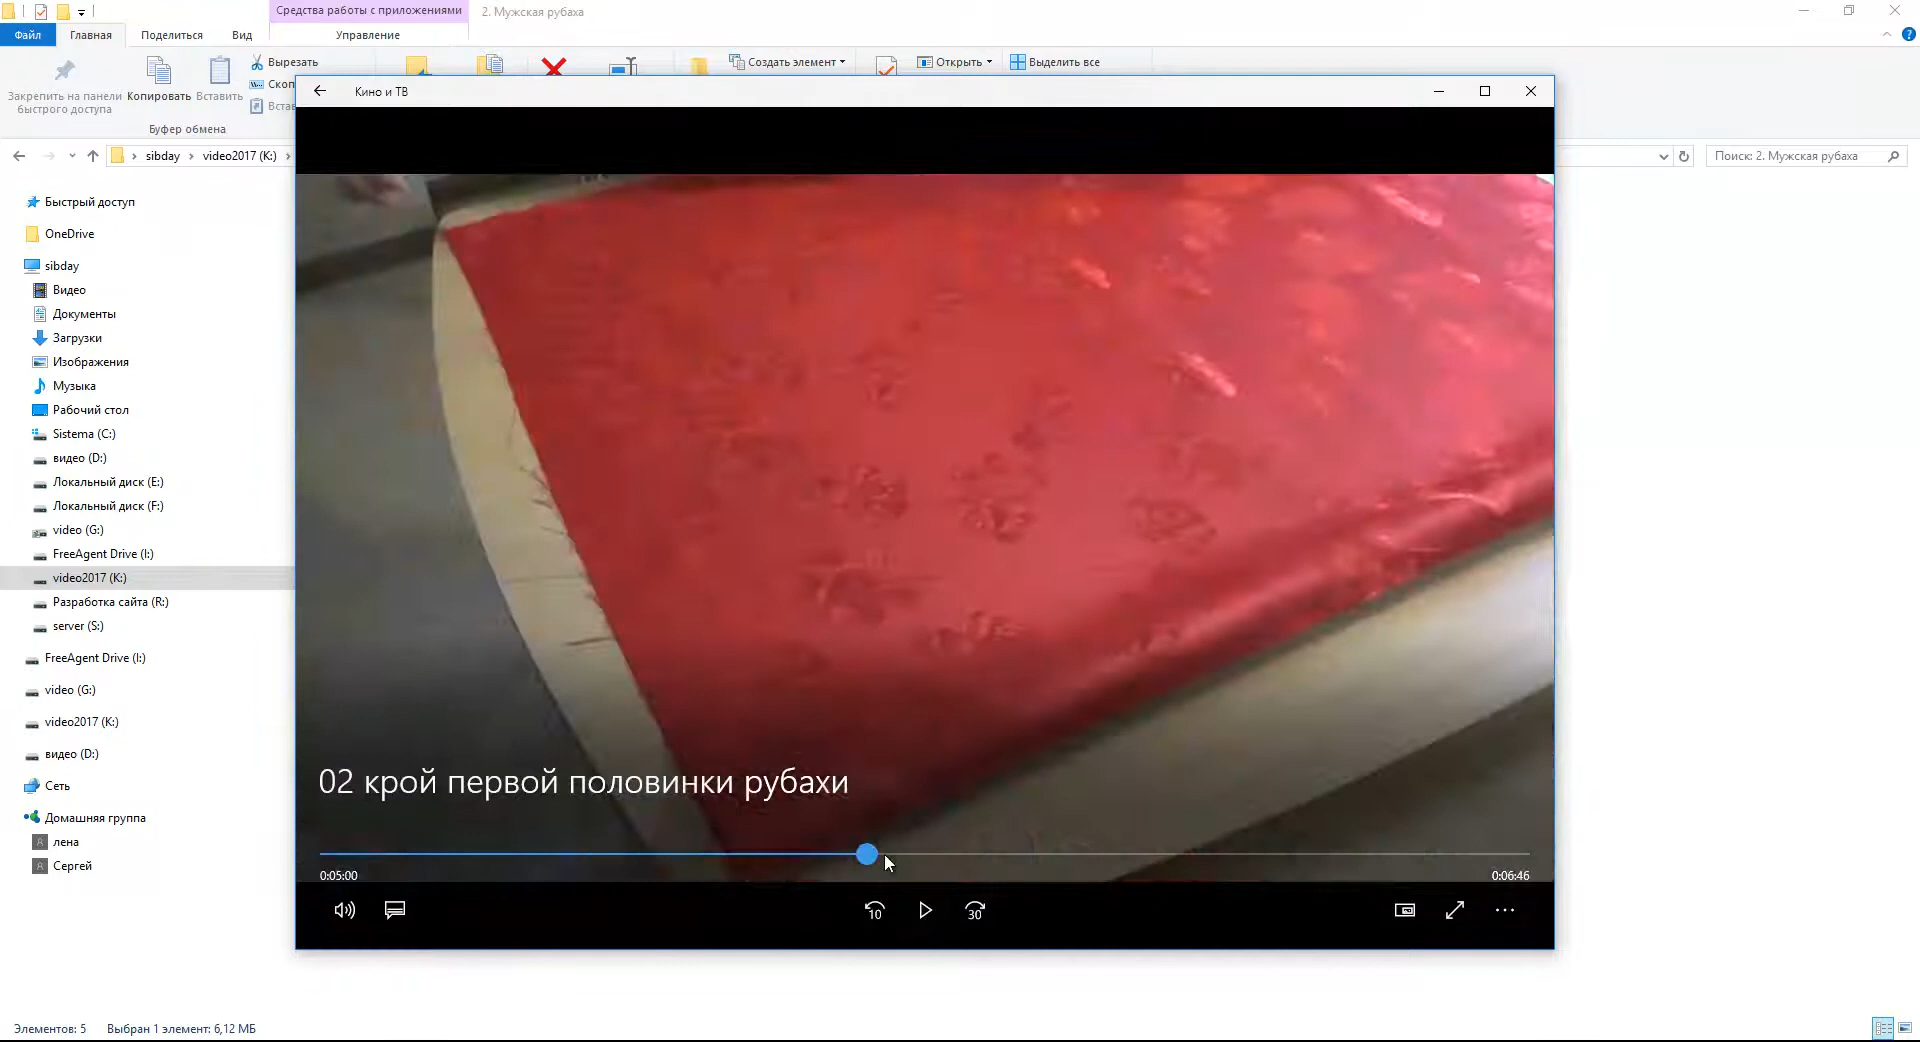 Средства работы с приложениями
2. Мужская рубаха
Файл
Главная
Поделиться
Вид
Управление
Закрепить на панели
быстрого доступа
Копировать
Вставить
Вырезать
Скоп
Встав
Создать элемент
Открыть
Выделить все
Буфер обмена
sibday
video2017 (K:)
Поиск: 2. Мужская рубаха
Кино и ТВ
Быстрый доступ
OneDrive
sibday
Видео
Документы
Загрузки
Изображения
Музыка
Рабочий стол
Sistema (C:)
видео (D:)
Локальный диск (E:)
Локальный диск (F:)
video (G:)
FreeAgent Drive (I:)
video2017 (K:)
Разработка сайта (R:)
server (S:)
FreeAgent Drive (I:)
video (G:)
video2017 (K:)
видео (D:)
Сеть
Домашняя группа
лена
Сергей
02 крой первой половинки рубахи
0:05:00
0:06:46
10
30
Элементов: 5
Выбран 1 элемент: 6,12 МБ